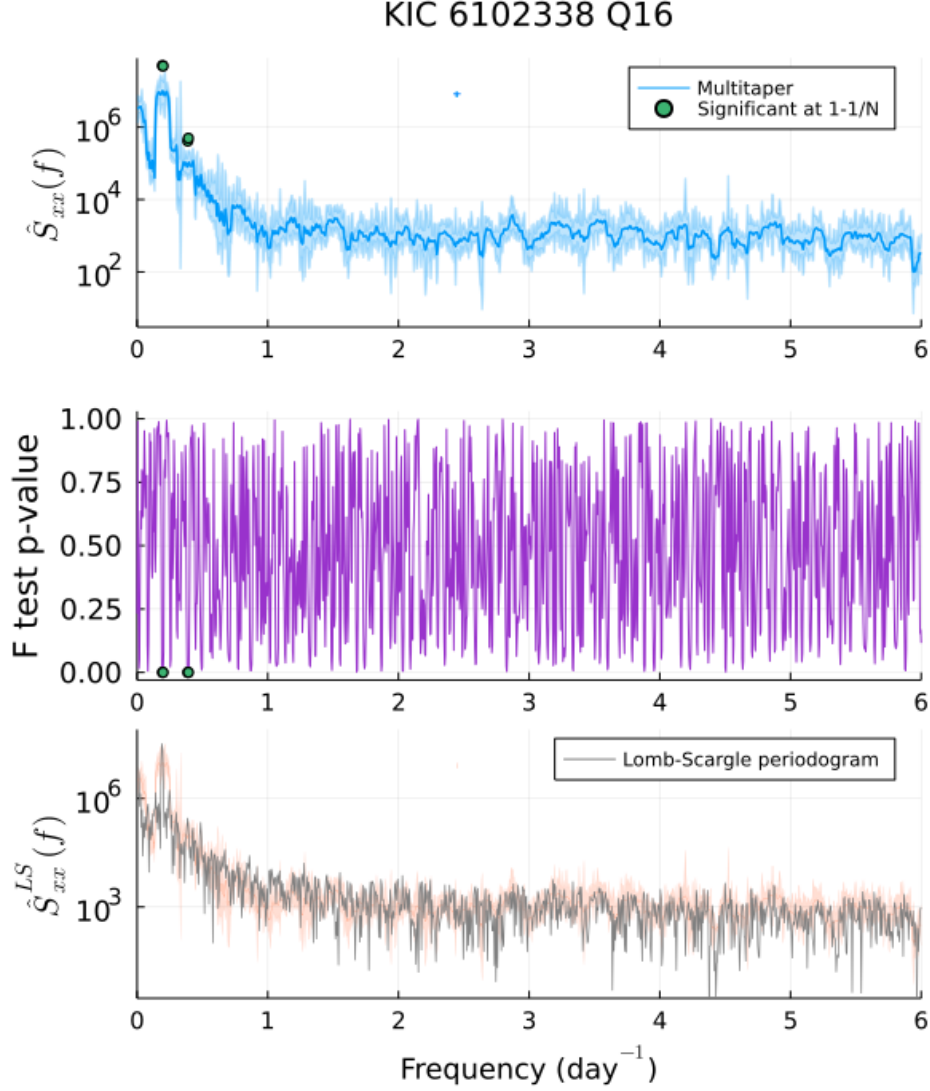 KIC 6102338 Q16
Multitaper
Significant at 1-1/N
10^6
10^4
10^2
Ŝ_xx(f)
0 1 2 3 4 5 6
1.00
0.75
0.50
0.25
0.00
F test p-value
0 1 2 3 4 5 6
Lomb-Scargle periodogram
10^6
10^3
Ŝ^LS_xx(f)
0 1 2 3 4 5 6
Frequency (day^-1)